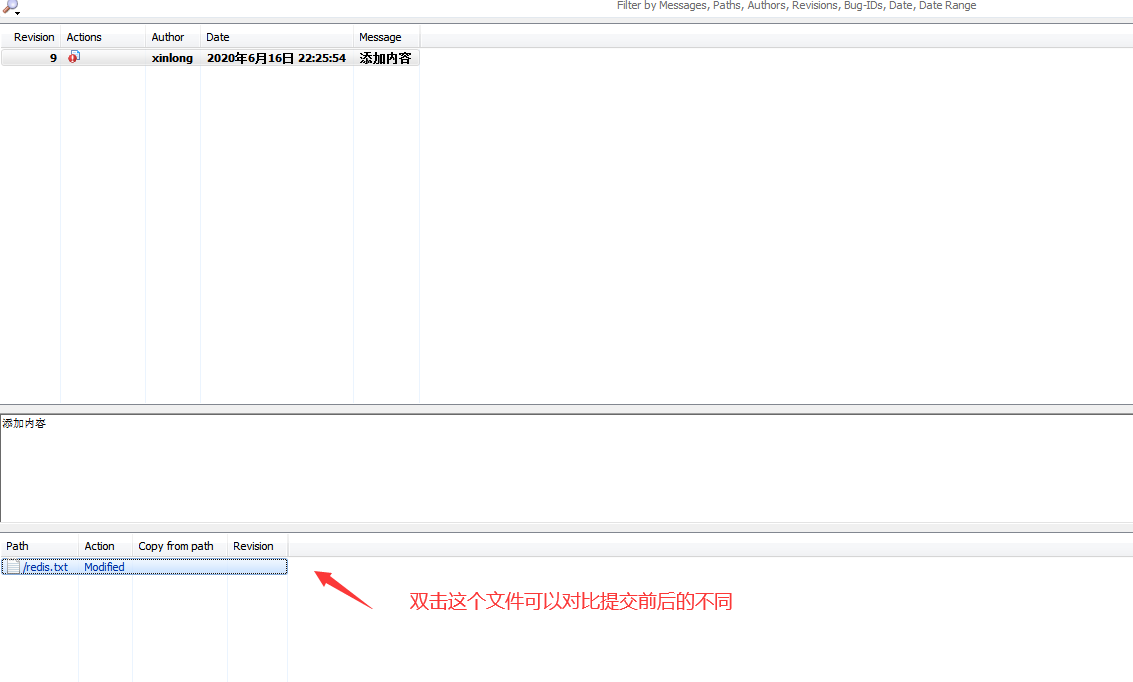 Filter by Messages, Paths, Authors, Revisions, Bug-IDs, Date, Date Range
Revision Actions Author Date Message
9 xinlong 2020年6月16日 22:25:54 添加内容
添加内容
Path Action Copy from path Revision
/redis.txt Modified
双击这个文件可以对比提交前后的不同